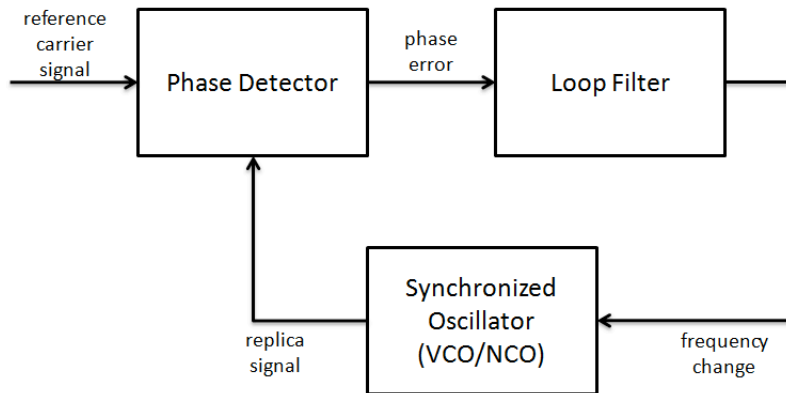 reference
carrier
signal
Phase Detector
phase
error
Loop Filter
Synchronized
Oscillator
(VCO/NCO)
replica
signal
frequency
change